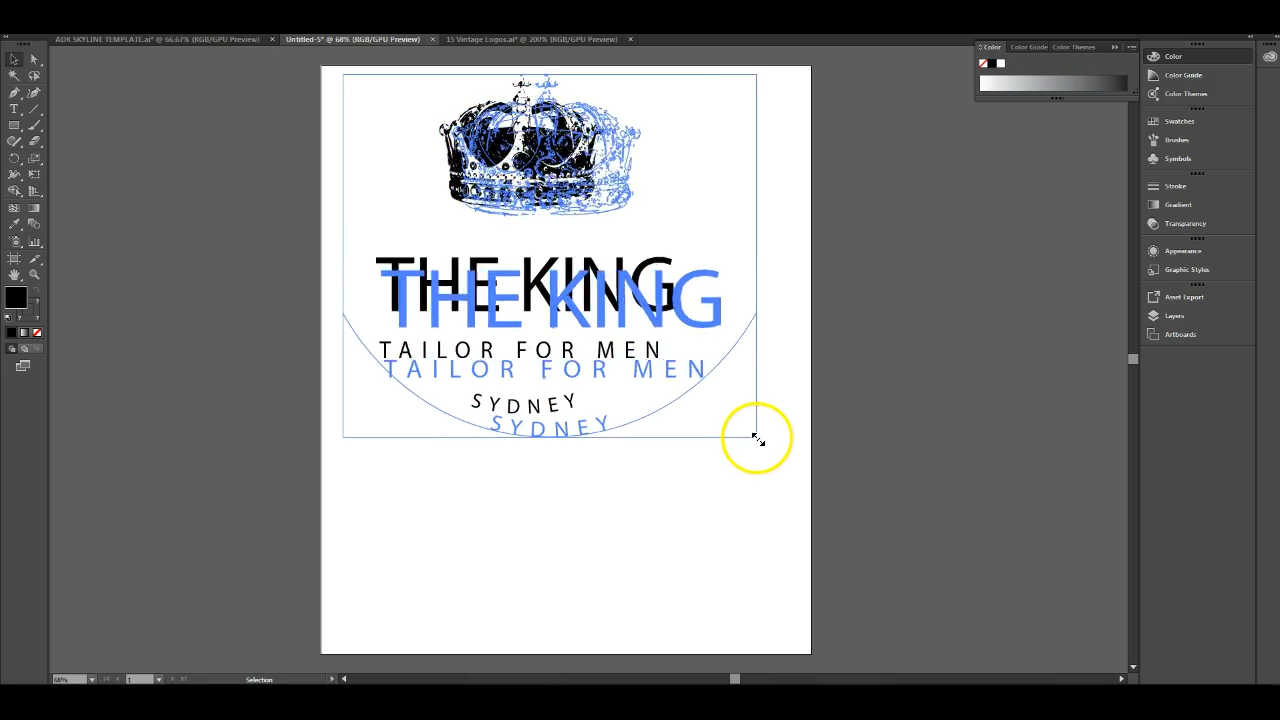 ADK SKYLINE TEMPLATE.ai* @ 66.67% (RGB/GPU Preview) ×
Untitled-5* @ 68% (RGB/GPU Preview) ×
15 Vintage Logos.ai* @ 200% (RGB/GPU Preview) ×
Color Color Guide Color Themes
Color
Color Guide
Color Themes
Swatches
Brushes
Symbols
Stroke
Gradient
Transparency
Appearance
Graphic Styles
Asset Export
Layers
Artboards
THE KING
THE KING
TAILOR FOR MEN
TAILOR FOR MEN
SYDNEY
SYDNEY
68% 1 Selection